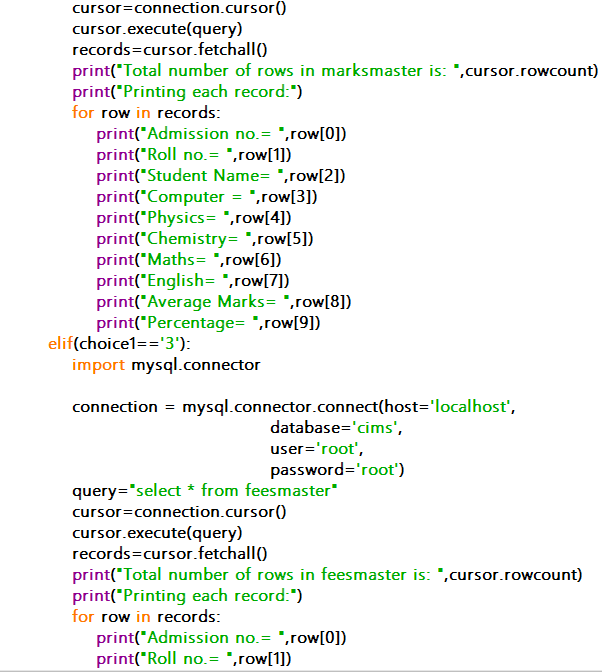 cursor=connection.cursor()
cursor.execute(query)
records=cursor.fetchall()
print("Total number of rows in marksmaster is: ",cursor.rowcount)
print("Printing each record:")
for row in records:
print("Admission no.= ",row[0])
print("Roll no.= ",row[1])
print("Student Name= ",row[2])
print("Computer = ",row[3])
print("Physics= ",row[4])
print("Chemistry= ",row[5])
print("Maths= ",row[6])
print("English= ",row[7])
print("Average Marks= ",row[8])
print("Percentage= ",row[9])
elif(choice1=='3'):
import mysql.connector
connection = mysql.connector.connect(host='localhost',
database='cims',
user='root',
password='root')
query="select * from feesmaster"
cursor=connection.cursor()
cursor.execute(query)
records=cursor.fetchall()
print("Total number of rows in feesmaster is: ",cursor.rowcount)
print("Printing each record:")
for row in records:
print("Admission no.= ",row[0])
print("Roll no.= ",row[1])